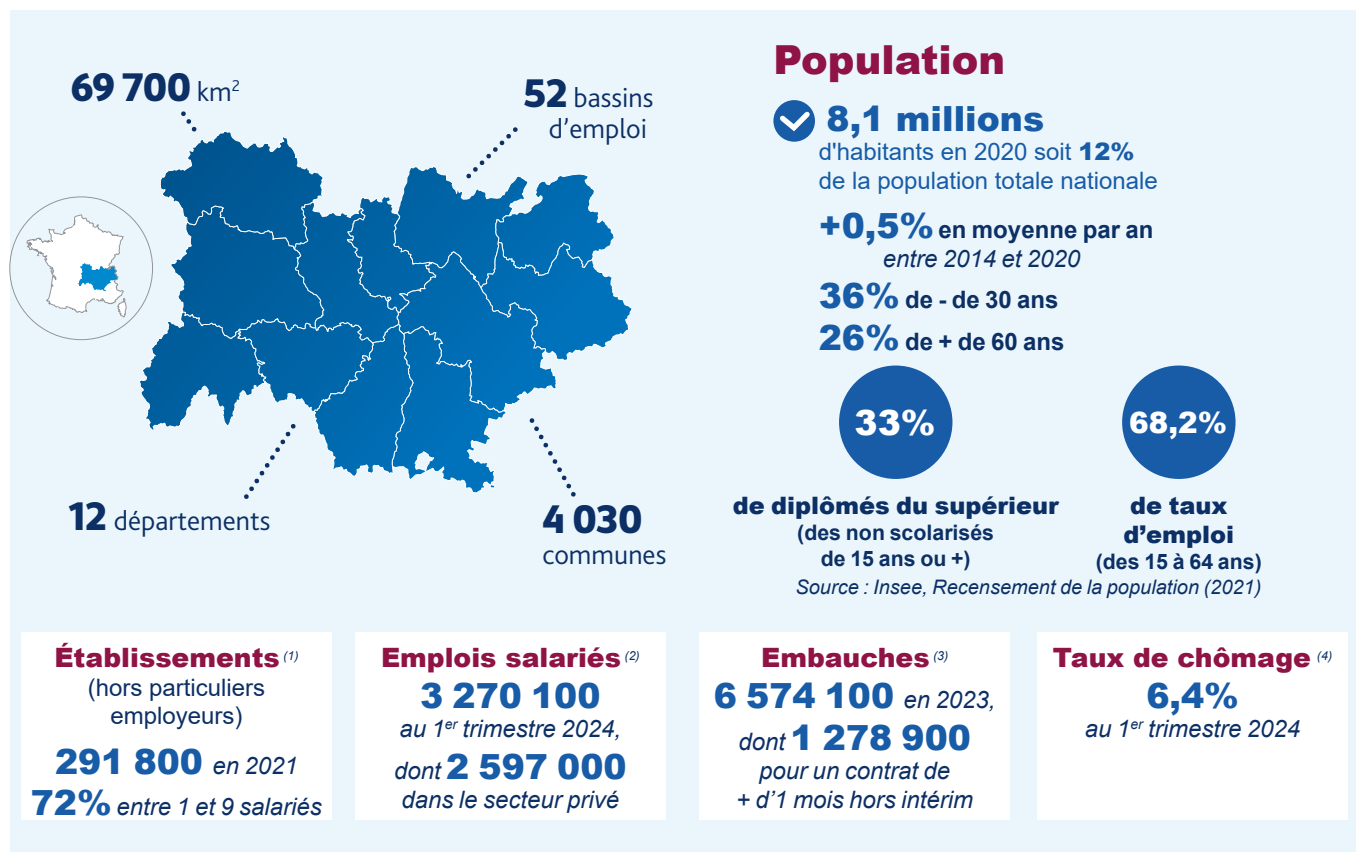 69 700 km²
52 bassins
d’emploi
12 départements
4 030
communes
Population
8,1 millions
d'habitants en 2020 soit 12%
de la population totale nationale
+0,5% en moyenne par an
entre 2014 et 2020
36% de - de 30 ans
26% de + de 60 ans
33%
de diplômés du supérieur
(des non scolarisés
de 15 ans ou +)
68,2%
de taux
d’emploi
(des 15 à 64 ans)
Source : Insee, Recensement de la population (2021)
Établissements (1)
(hors particuliers
employeurs)
291 800 en 2021
72% entre 1 et 9 salariés
Emplois salariés (2)
3 270 100
au 1er trimestre 2024,
dont 2 597 000
dans le secteur privé
Embauches (3)
6 574 100 en 2023,
dont 1 278 900
pour un contrat de
+ d’1 mois hors intérim
Taux de chômage (4)
6,4%
au 1er trimestre 2024